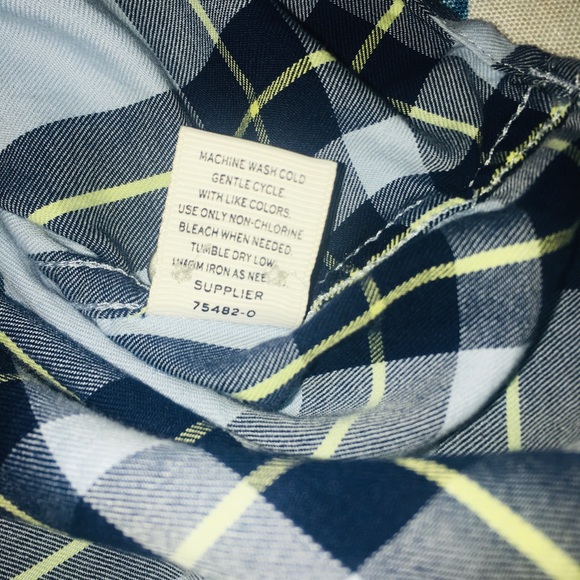 MACHINE WASH COLD
GENTLE CYCLE.
WITH LIKE COLORS.
USE ONLY NON-CHLORINE
BLEACH WHEN NEEDED.
TUMBLE DRY LOW
IRON AS
SUPPLIER
75482-0